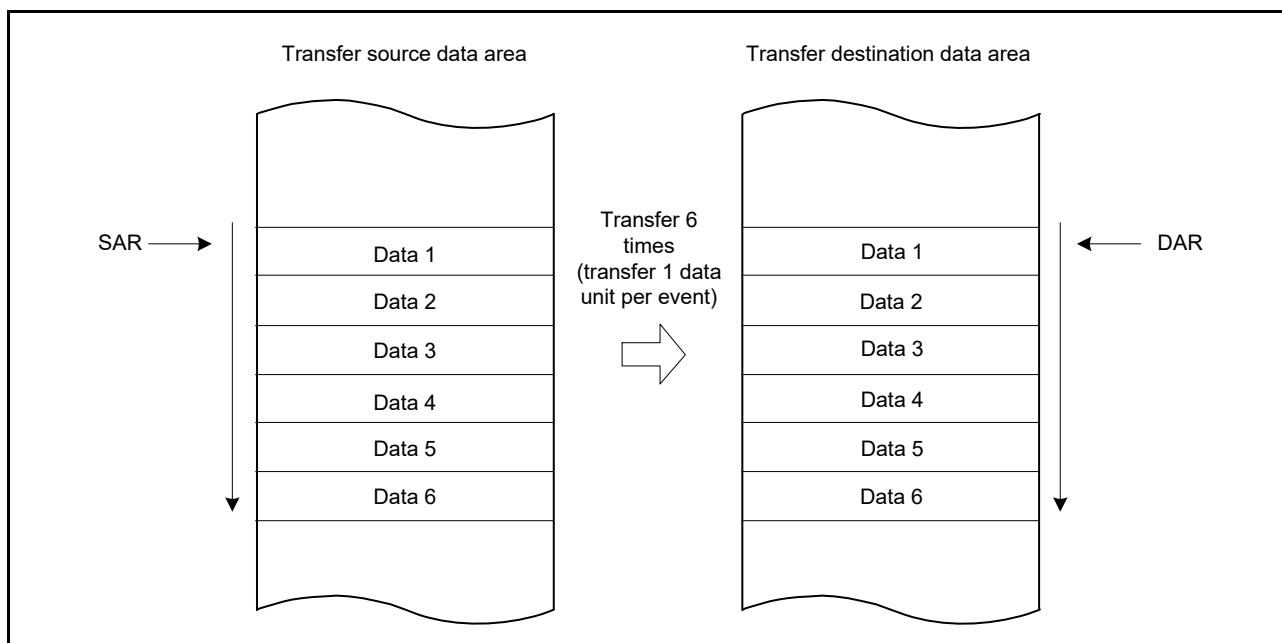 Transfer source data area
Transfer destination data area
SAR
Data 1
Data 2
Data 3
Data 4
Data 5
Data 6
Transfer 6
times
(transfer 1 data
unit per event)
DAR
Data 1
Data 2
Data 3
Data 4
Data 5
Data 6